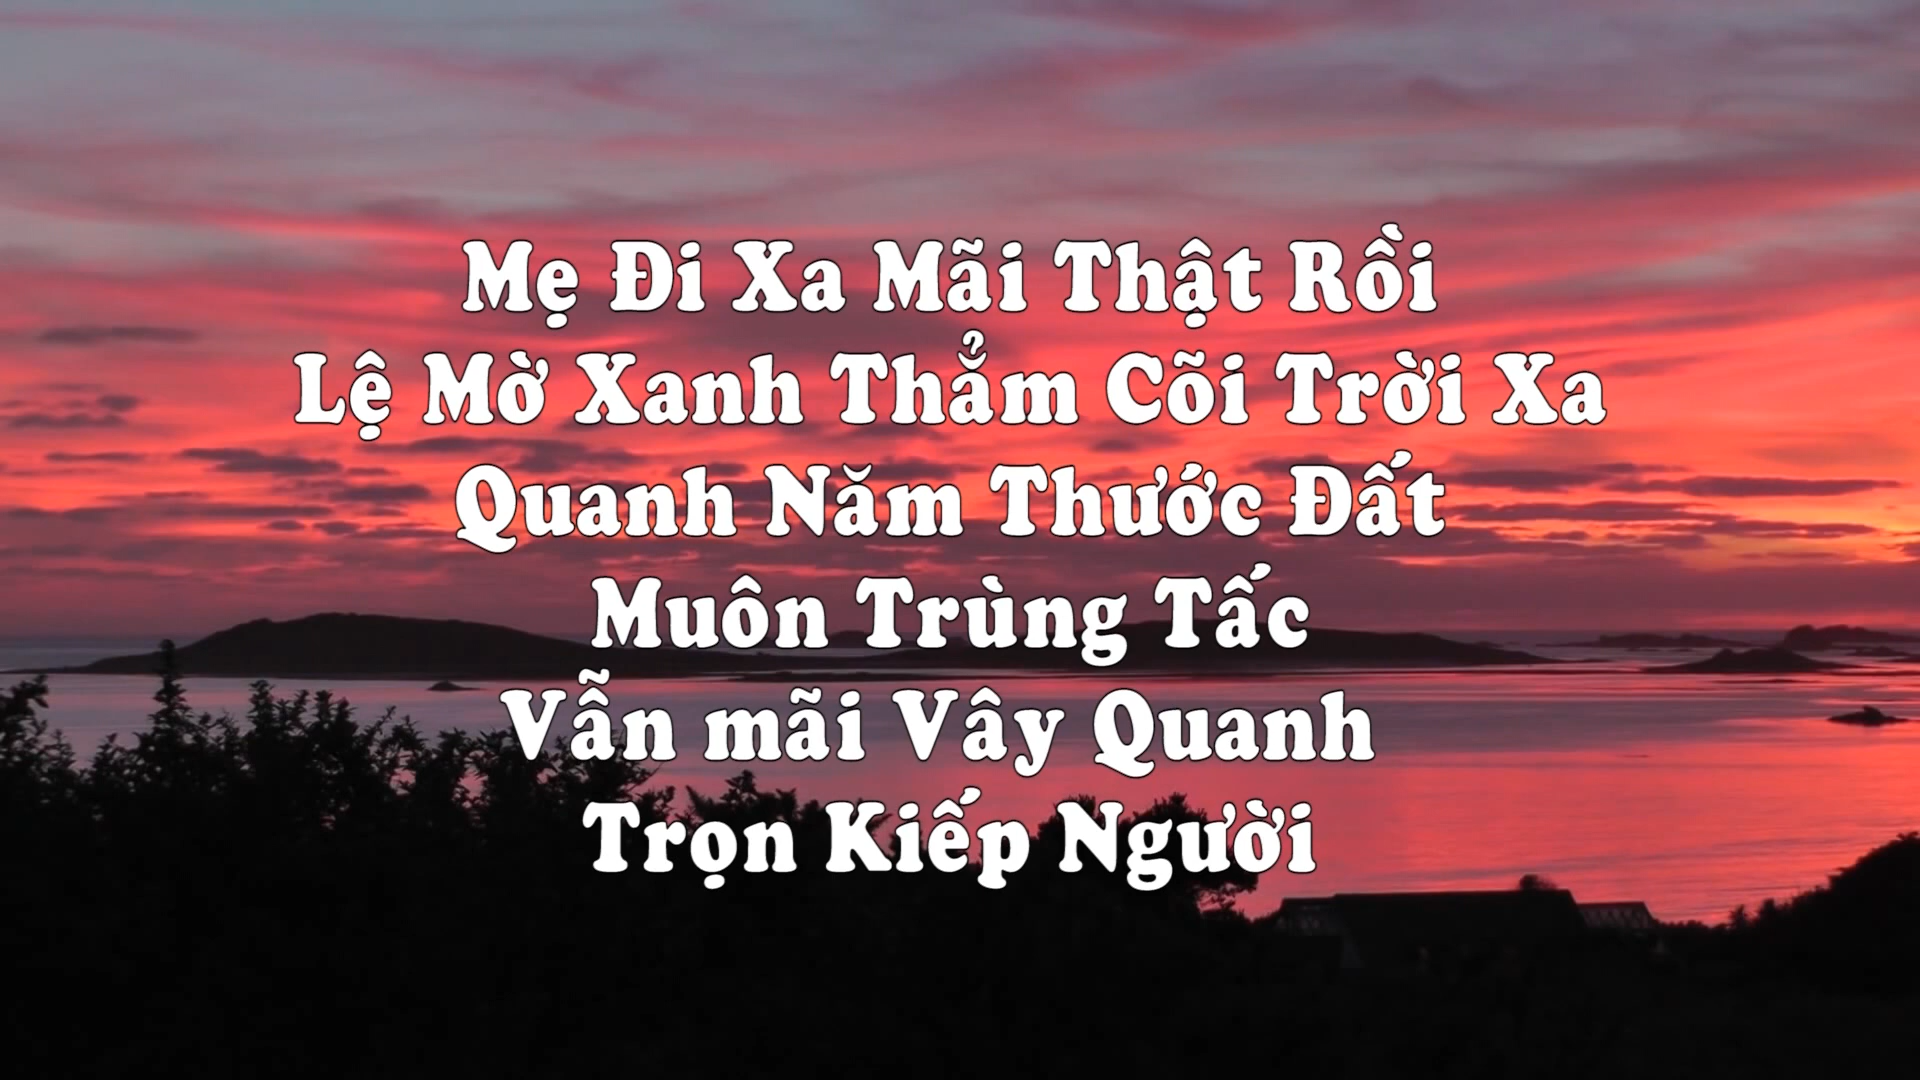 Mẹ Đi Xa Mãi Thật Rồi
Lệ Mờ Xanh Thẳm Cõi Trời Xa
Quanh Năm Thước Đất
Muôn Trùng Tấc
Vẫn mãi Vây Quanh
Trọn Kiếp Người